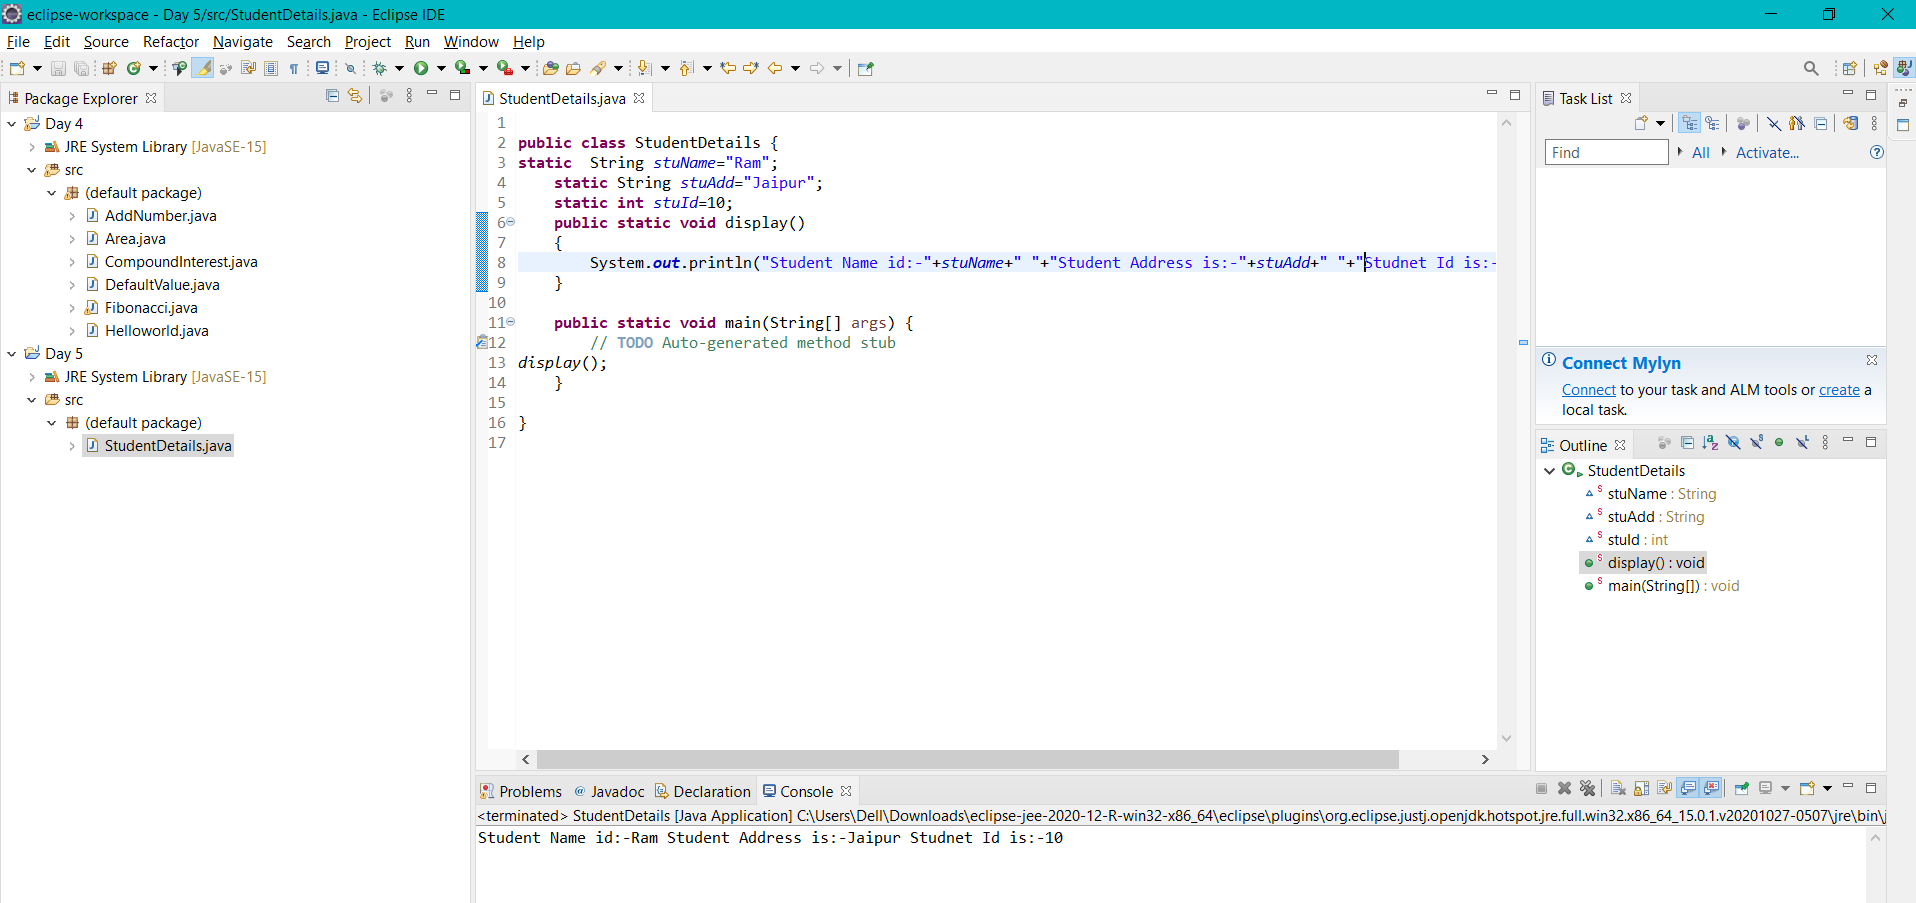 eclipse-workspace - Day 5/src/StudentDetails.java - Eclipse IDE
File Edit Source Refactor Navigate Search Project Run Window Help
Package Explorer
Day 4
JRE System Library [JavaSE-15]
src
(default package)
AddNumber.java
Area.java
CompoundInterest.java
DefaultValue.java
Fibonacci.java
Helloworld.java
Day 5
JRE System Library [JavaSE-15]
src
(default package)
StudentDetails.java
StudentDetails.java
1
2 public class StudentDetails {
3 static  String stuName="Ram";
4     static String stuAdd="Jaipur";
5     static int stuId=10;
6     public static void display()
7     {
8         System.out.println("Student Name id:-"+stuName+" "+"Student Address is:-"+stuAdd+" "+"Studnet Id is:-
9     }
10
11     public static void main(String[] args) {
12         // TODO Auto-generated method stub
13 display();
14     }
15
16 }
17
Task List
Find All Activate...
Connect Mylyn
Connect to your task and ALM tools or create a
local task.
Outline
StudentDetails
stuName : String
stuAdd : String
stuId : int
display() : void
main(String[]) : void
Problems @ Javadoc Declaration Console
<terminated> StudentDetails [Java Application] C:\Users\Dell\Downloads\eclipse-jee-2020-12-R-win32-x86_64\eclipse\plugins\org.eclipse.justj.openjdk.hotspot.jre.full.win32.x86_64_15.0.1.v20201027-0507\jre\bin\j
Student Name id:-Ram Student Address is:-Jaipur Studnet Id is:-10